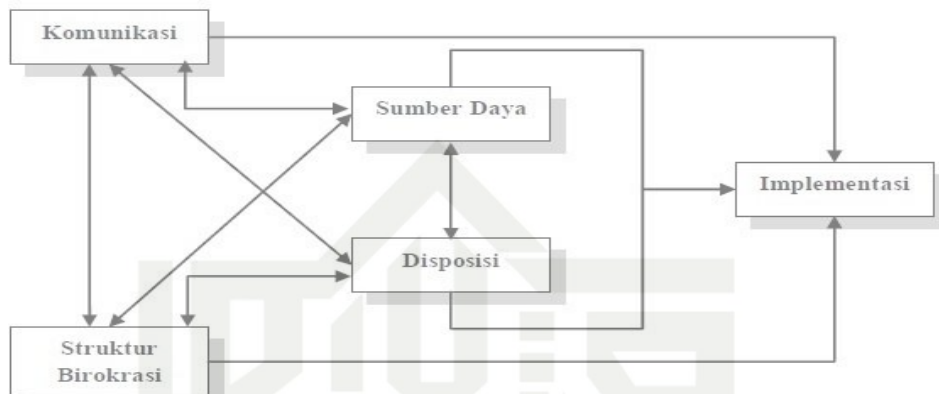 Komunikasi
Sumber Daya
Implementasi
Disposisi
Struktur
Birokrasi